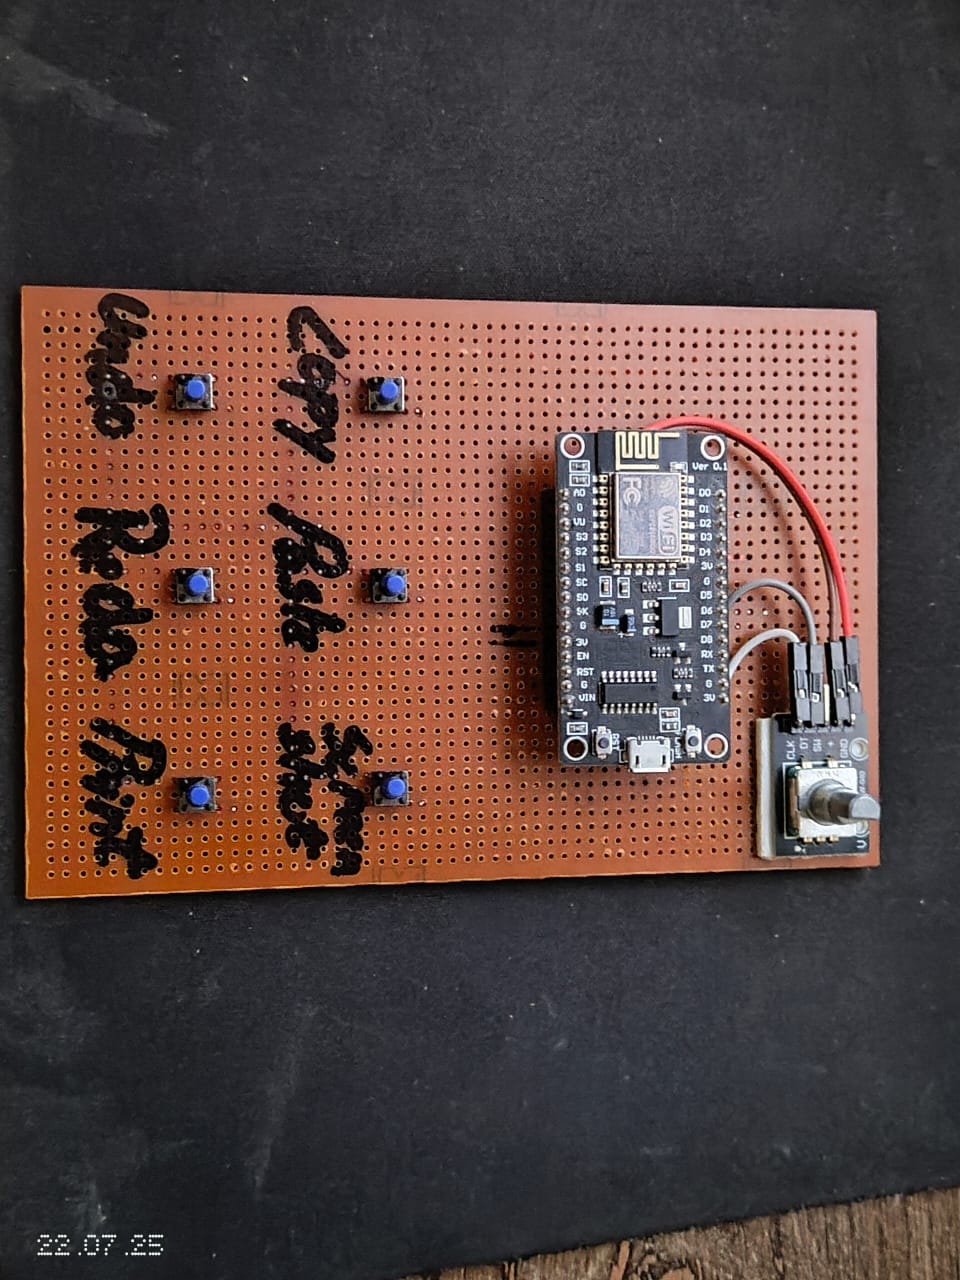 Undo
Copy
Redo
Paste
Print
Screen
shot
Ver 0.1
A0
G
VU
S3
S2
S1
SC
SO
SK
G
3V
EN
RST
G
VIN
D0
D1
D2
D3
D4
3V
G
D5
D6
D7
D8
RX
TX
G
3V
FC
WiFi
CLK
DT
SW
+
GND
22.07.25